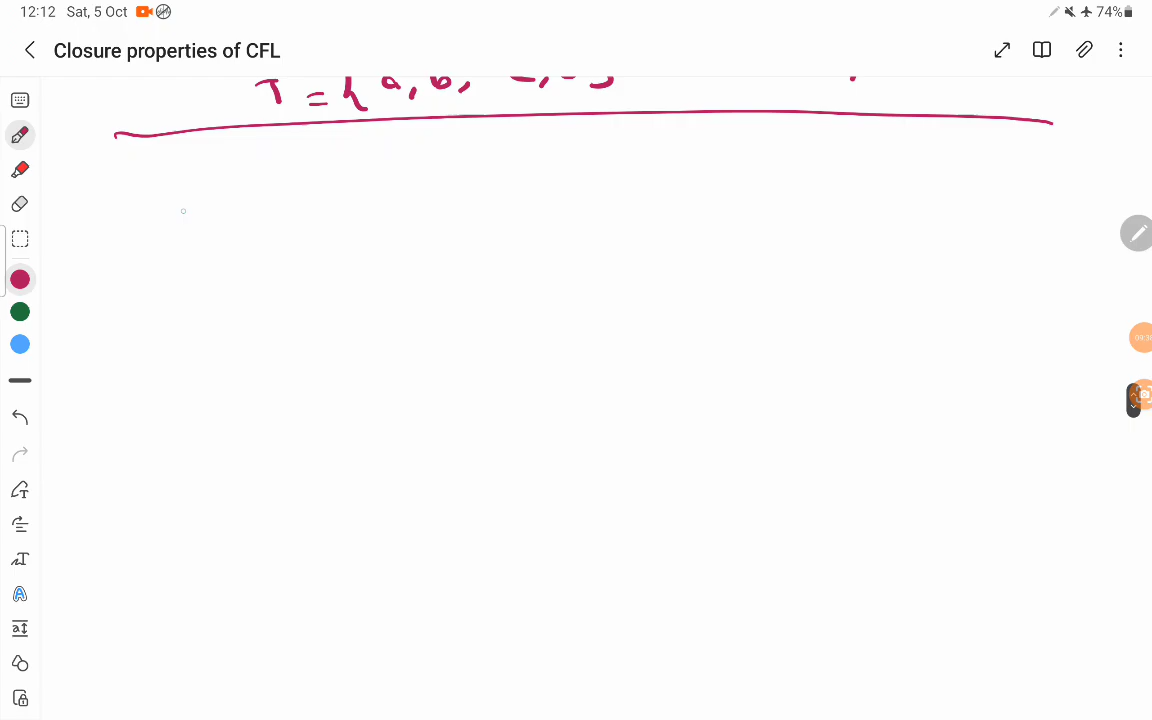 12:12 Sat, 5 Oct 74%
Closure properties of CFL
T = { a, b,